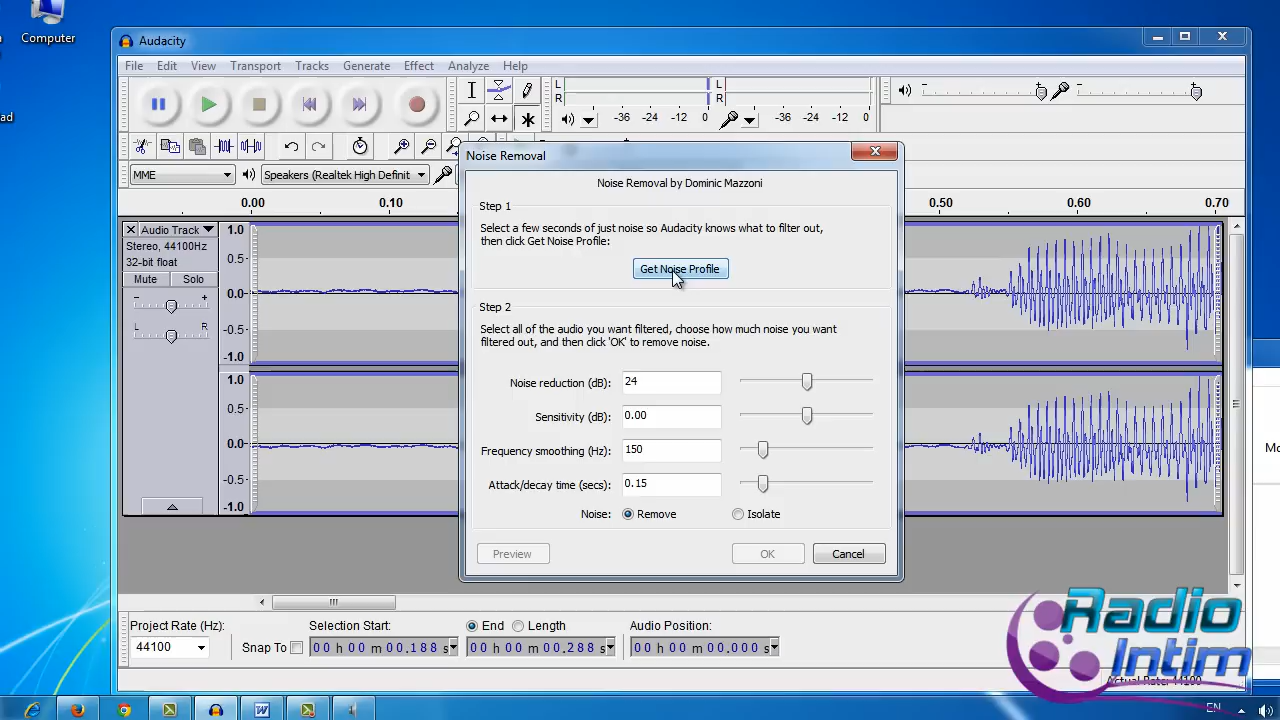 Computer
ad
Audacity
File Edit View Transport Tracks Generate Effect Analyze Help
L
R
-36 -24 -12 0
L
R
-36 -24 -12 0
MME
Speakers (Realtek High Definit
0.00 0.10 0.50 0.60 0.70
Audio Track
Stereo, 44100Hz
32-bit float
Mute Solo
- +
L R
1.0
0.5
0.0
-0.5
-1.0
1.0
0.5
0.0
-0.5
-1.0
Noise Removal
Noise Removal by Dominic Mazzoni
Step 1
Select a few seconds of just noise so Audacity knows what to filter out,
then click Get Noise Profile:
Get Noise Profile
Step 2
Select all of the audio you want filtered, choose how much noise you want
filtered out, and then click 'OK' to remove noise.
Noise reduction (dB): 24
Sensitivity (dB): 0.00
Frequency smoothing (Hz): 150
Attack/decay time (secs): 0.15
Noise: Remove Isolate
Preview OK Cancel
Mo
Project Rate (Hz):
44100
Snap To
Selection Start:
00 h 00 m 00.188 s
End Length
00 h 00 m 00.288 s
Audio Position:
00 h 00 m 00.000 s
Actual Rate: 44100
Radio
Intim
EN